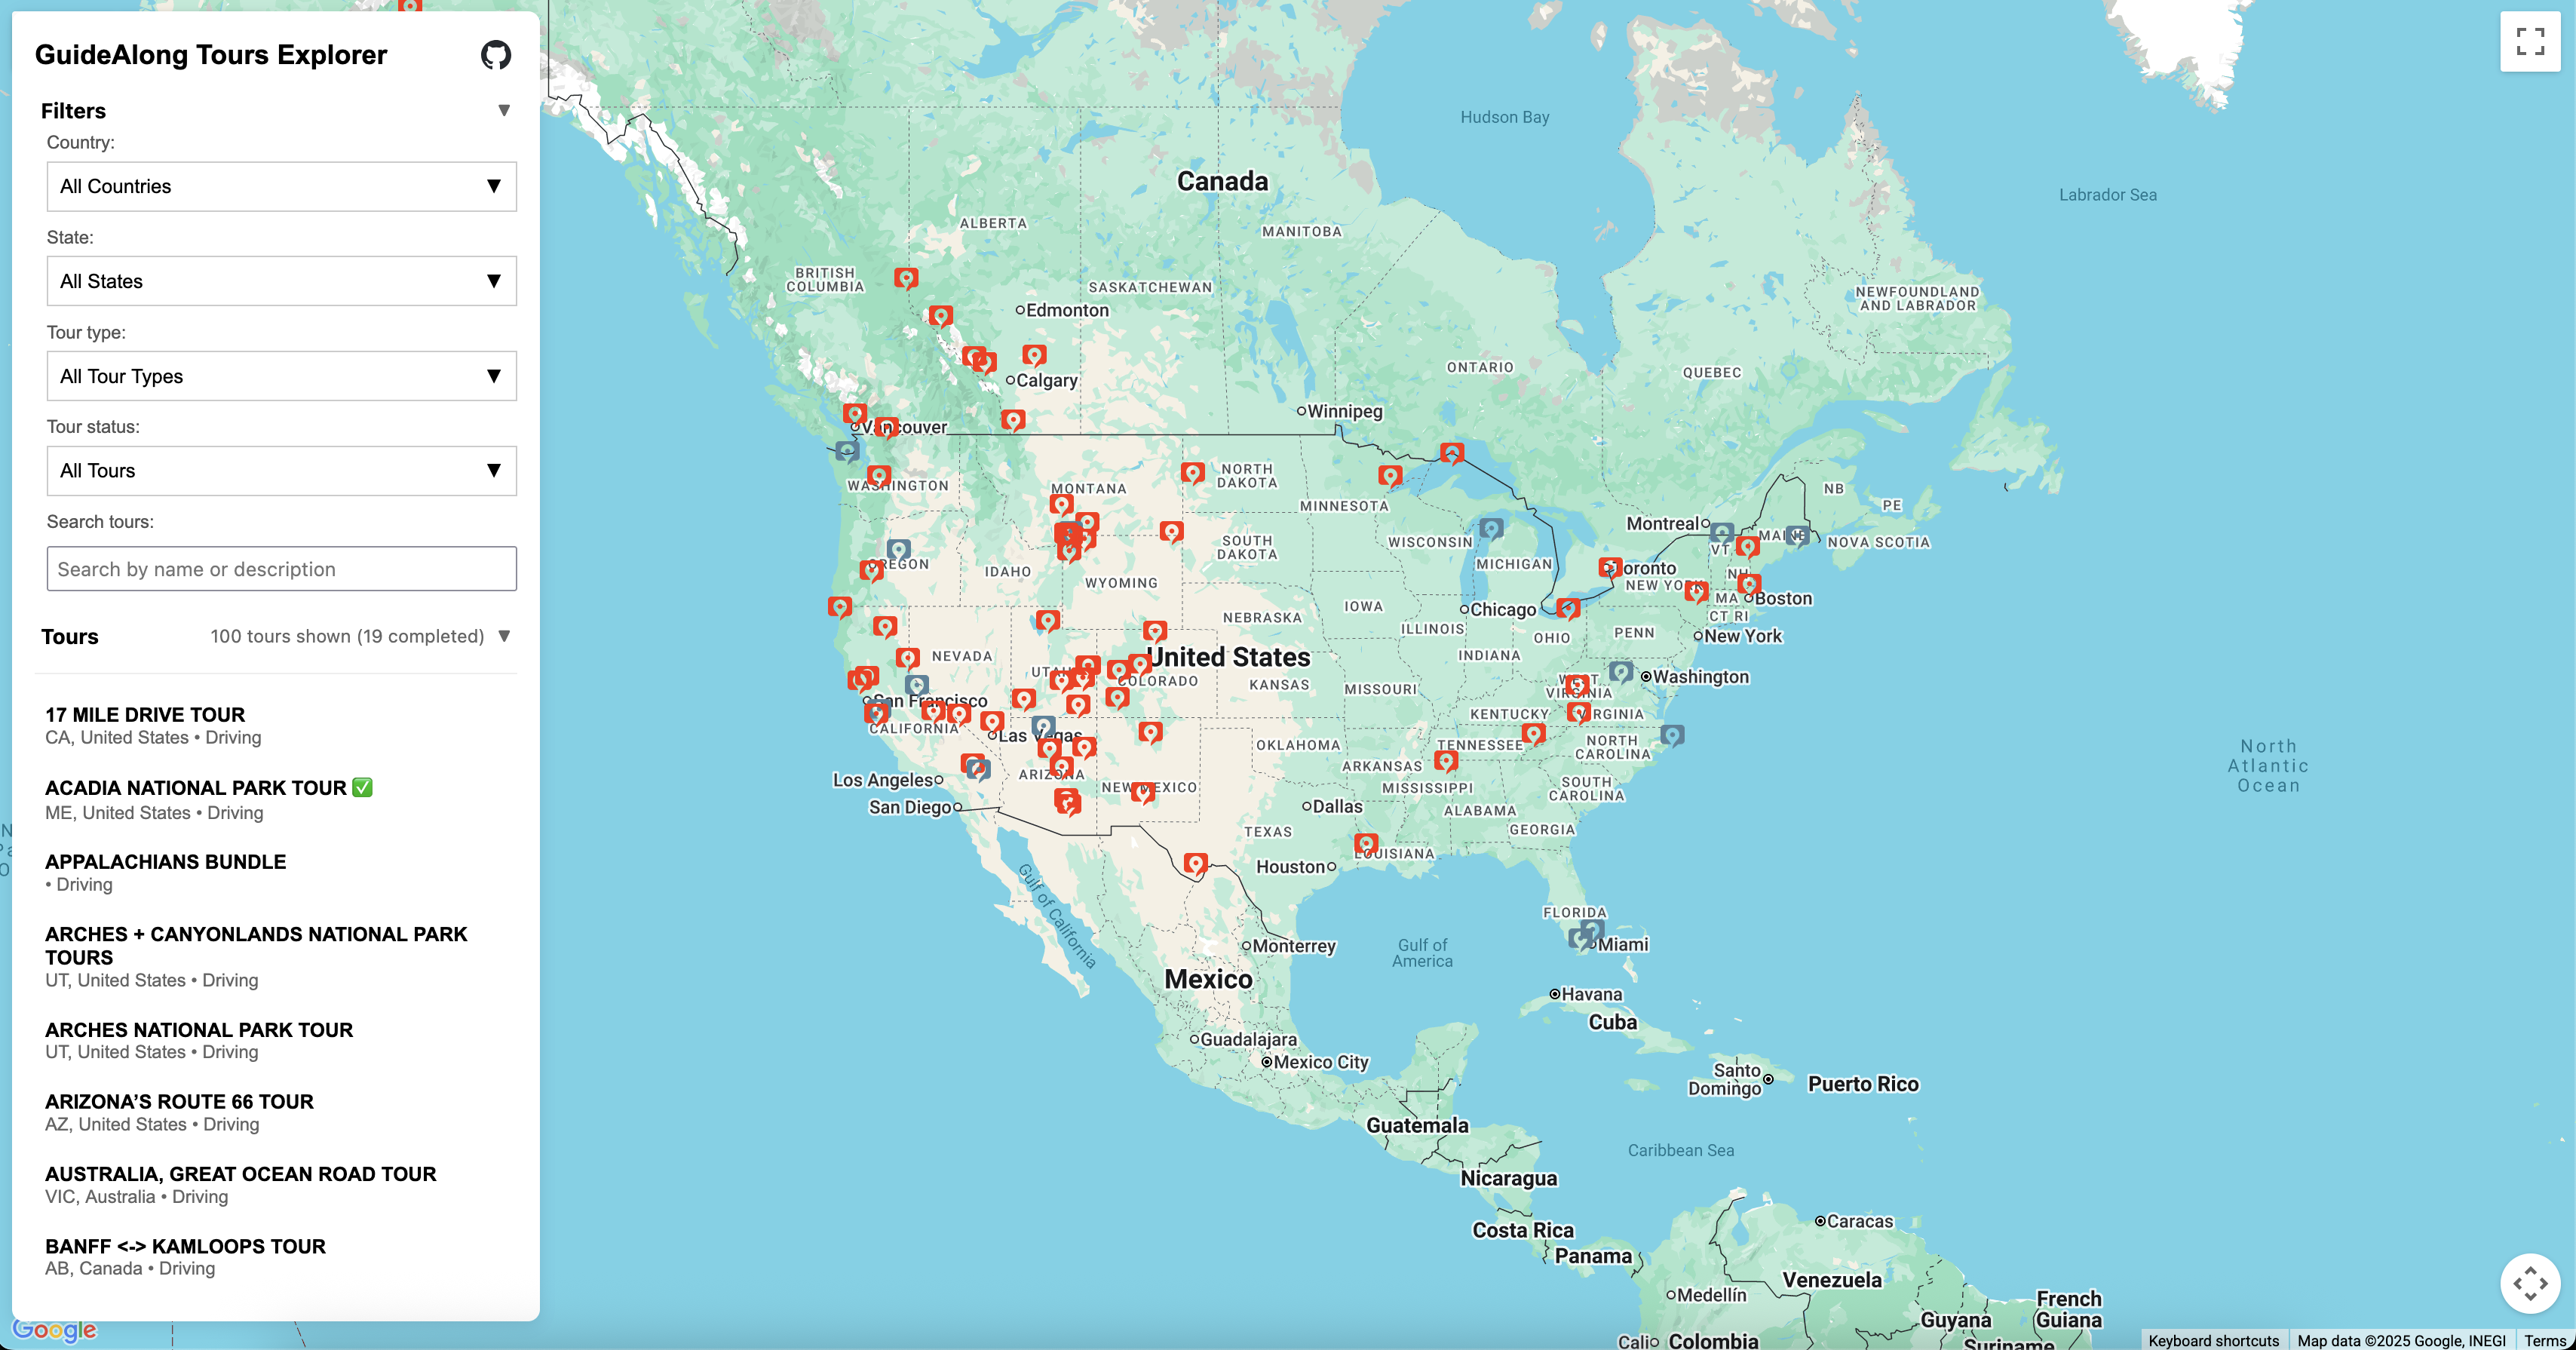 GuideAlong Tours Explorer
Filters
Country:
All Countries
State:
All States
Tour type:
All Tour Types
Tour status:
All Tours
Search tours:
Search by name or description
Tours 100 tours shown (19 completed)
17 MILE DRIVE TOUR
CA, United States • Driving
ACADIA NATIONAL PARK TOUR ✅
ME, United States • Driving
APPALACHIANS BUNDLE
• Driving
ARCHES + CANYONLANDS NATIONAL PARK
TOURS
UT, United States • Driving
ARCHES NATIONAL PARK TOUR
UT, United States • Driving
ARIZONA’S ROUTE 66 TOUR
AZ, United States • Driving
AUSTRALIA, GREAT OCEAN ROAD TOUR
VIC, Australia • Driving
BANFF <-> KAMLOOPS TOUR
AB, Canada • Driving
Google
Hudson Bay
Canada
Labrador Sea
ALBERTA
MANITOBA
BRITISH
COLUMBIA
SASKATCHEWAN
NEWFOUNDLAND
AND LABRADOR
Edmonton
ONTARIO
QUEBEC
Calgary
Winnipeg
Vancouver
WASHINGTON
NORTH
DAKOTA
MONTANA
MINNESOTA
NB
PE
Montreal
MAINE
NOVA SCOTIA
VT
SOUTH
DAKOTA
WISCONSIN
MICHIGAN
OREGON
IDAHO
WYOMING
Toronto
NEW YORK
NH
MA
Boston
CT RI
NEBRASKA
IOWA
Chicago
ILLINOIS
OHIO
PENN
New York
NEVADA
UTAH
United States
COLORADO
INDIANA
KANSAS
MISSOURI
WEST
VIRGINIA
Washington
San Francisco
CALIFORNIA
KENTUCKY
VIRGINIA
Las Vegas
OKLAHOMA
TENNESSEE
NORTH
CAROLINA
North
Atlantic
Ocean
Los Angeles
ARIZONA
NEW MEXICO
ARKANSAS
MISSISSIPPI
SOUTH
CAROLINA
San Diego
Dallas
ALABAMA
GEORGIA
TEXAS
LOUISIANA
Houston
Gulf of California
FLORIDA
Monterrey
Gulf of
America
Miami
Mexico
Havana
Cuba
Guadalajara
Mexico City
Santo
Domingo
Puerto Rico
Guatemala
Caribbean Sea
Nicaragua
Caracas
Costa Rica
Panama
Venezuela
Medellín
French
Guiana
Guyana
Cali
Colombia
Suriname
Keyboard shortcuts
Map data ©2025 Google, INEGI
Terms